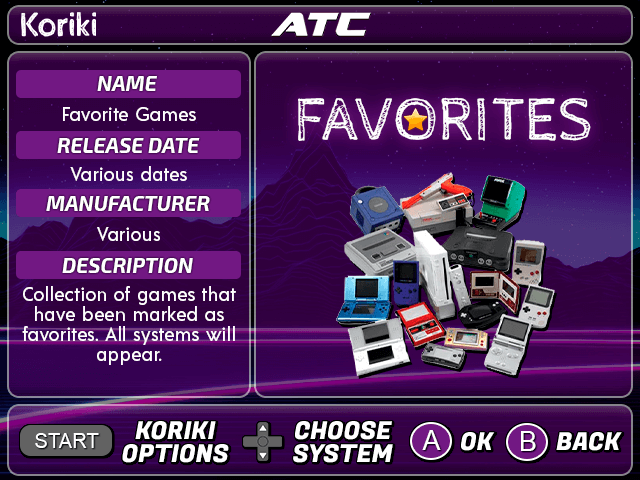 Koriki
ATC
NAME
Favorite Games
RELEASE DATE
Various dates
MANUFACTURER
Various
DESCRIPTION
Collection of games that
have been marked as
favorites. All systems will
appear.
FAVORITES
START
KORIKI
OPTIONS
CHOOSE
SYSTEM
A
OK
B
BACK